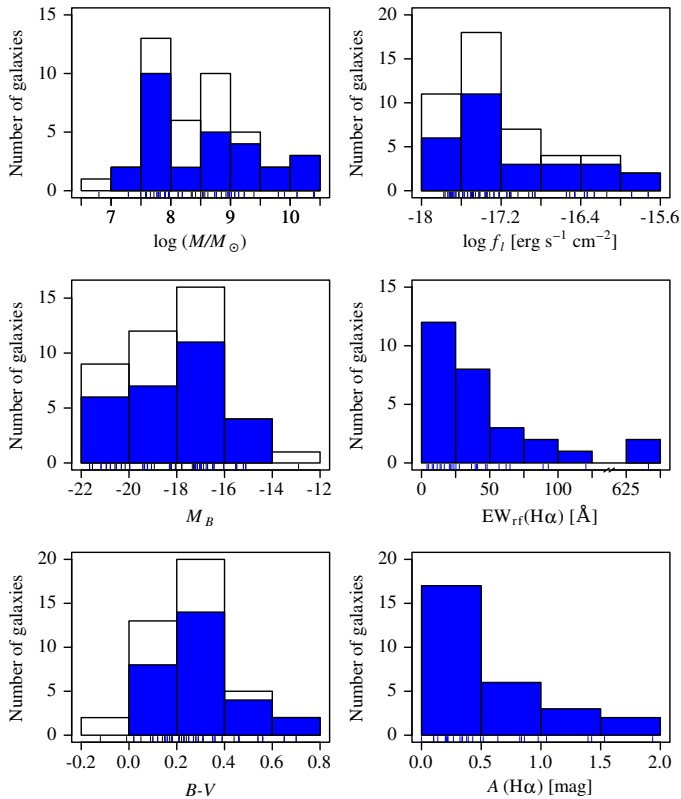 Number of galaxies
15
10
5
0
7 8 9 10
log (M/M⊙)
Number of galaxies
20
15
10
5
0
-18 -17.2 -16.4 -15.6
log f_l [erg s⁻¹ cm⁻²]
Number of galaxies
15
10
5
0
-22 -20 -18 -16 -14 -12
M_B
Number of galaxies
15
10
5
0
0 50 100 625
EW_rf(Hα) [Å]
Number of galaxies
20
15
10
5
0
-0.2 0.0 0.2 0.4 0.6 0.8
B-V
Number of galaxies
20
15
10
5
0
0.0 0.5 1.0 1.5 2.0
A (Hα) [mag]